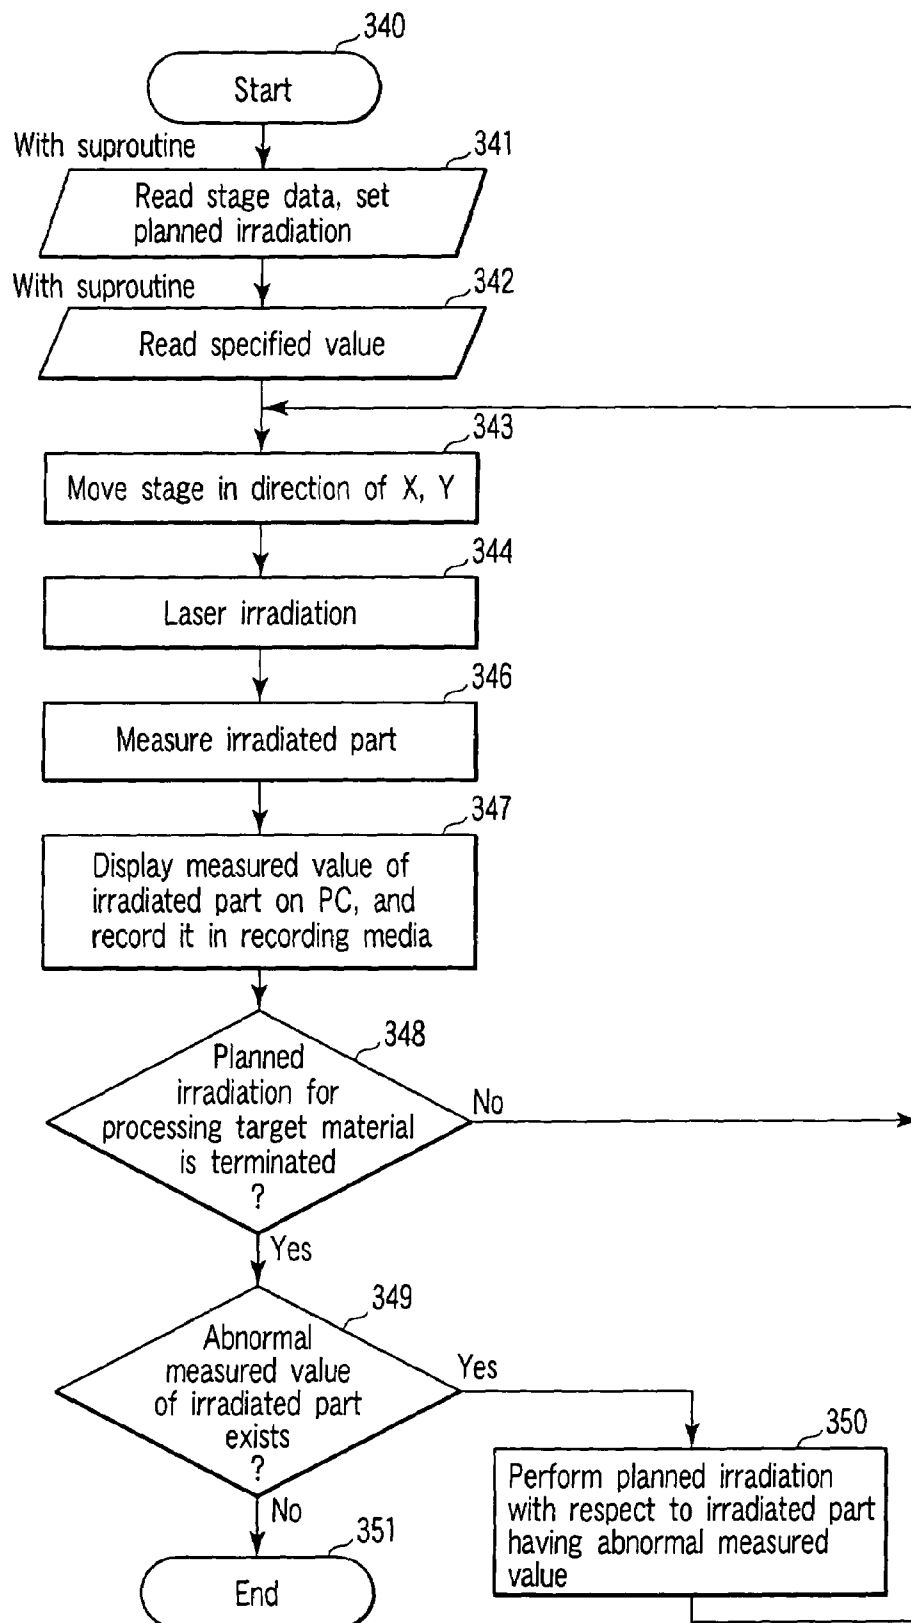 340
Start
With suproutine
341
Read stage data, set
planned irradiation
With suproutine
342
Read specified value
343
Move stage in direction of X, Y
344
Laser irradiation
346
Measure irradiated part
347
Display measured value of
irradiated part on PC, and
record it in recording media
348
Planned
irradiation for
processing target material
is terminated
?
No
Yes
349
Abnormal
measured value
of irradiated part
exists
?
Yes
No
350
Perform planned irradiation
with respect to irradiated part
having abnormal measured
value
351
End